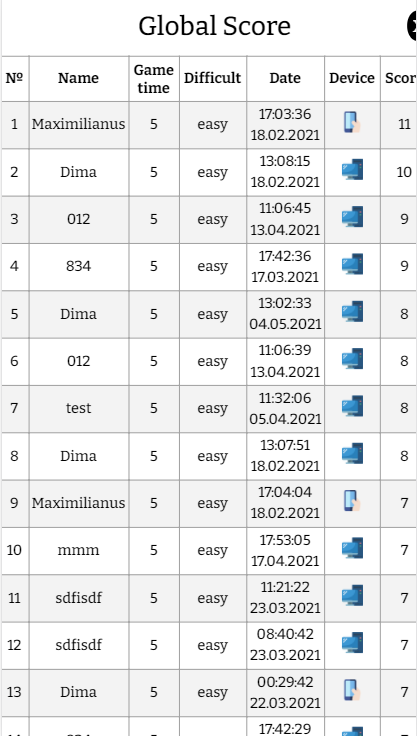 Global Score
Nº Name Game time Difficult Date Device Scor
1 Maximilianus 5 easy 17:03:36 18.02.2021 11
2 Dima 5 easy 13:08:15 18.02.2021 10
3 012 5 easy 11:06:45 13.04.2021 9
4 834 5 easy 17:42:36 17.03.2021 9
5 Dima 5 easy 13:02:33 04.05.2021 8
6 012 5 easy 11:06:39 13.04.2021 8
7 test 5 easy 11:32:06 05.04.2021 8
8 Dima 5 easy 13:07:51 18.02.2021 8
9 Maximilianus 5 easy 17:04:04 18.02.2021 7
10 mmm 5 easy 17:53:05 17.04.2021 7
11 sdfisdf 5 easy 11:21:22 23.03.2021 7
12 sdfisdf 5 easy 08:40:42 23.03.2021 7
13 Dima 5 easy 00:29:42 22.03.2021 7
17:42:29